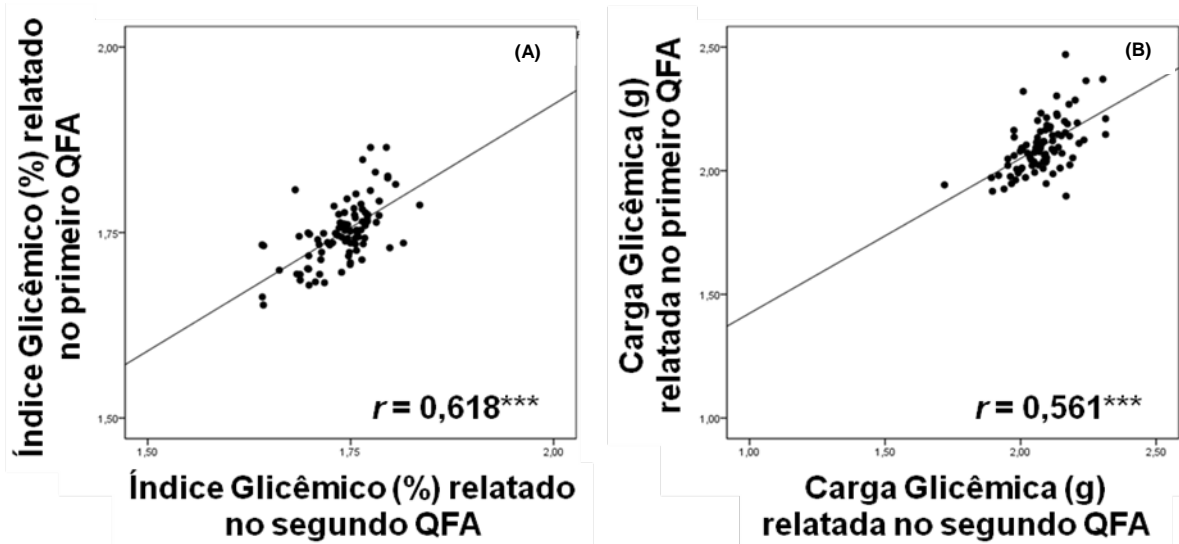 Índice Glicêmico (%) relatado
no primeiro QFA
2,00
1,75
1,50
(A)
r = 0,618***
1,50
1,75
2,00
Índice Glicêmico (%) relatado
no segundo QFA
Carga Glicêmica (g)
relatada no primeiro QFA
2,50
2,00
1,50
1,00
(B)
r = 0,561***
1,00
1,50
2,00
2,50
Carga Glicêmica (g)
relatada no segundo QFA